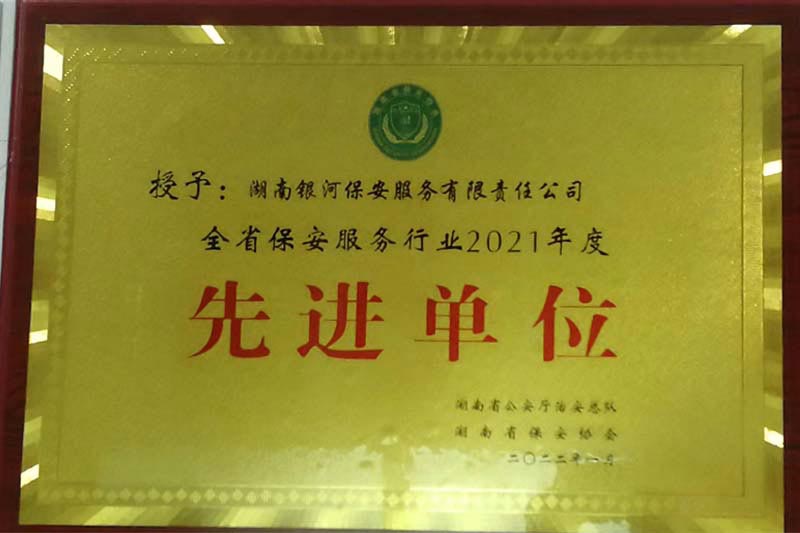 授予：湖南银河保安服务有限责任公司
全省保安服务行业2021年度
先进单位
湖南省公安厅治安总队
湖南省保安协会
二〇二二年一月